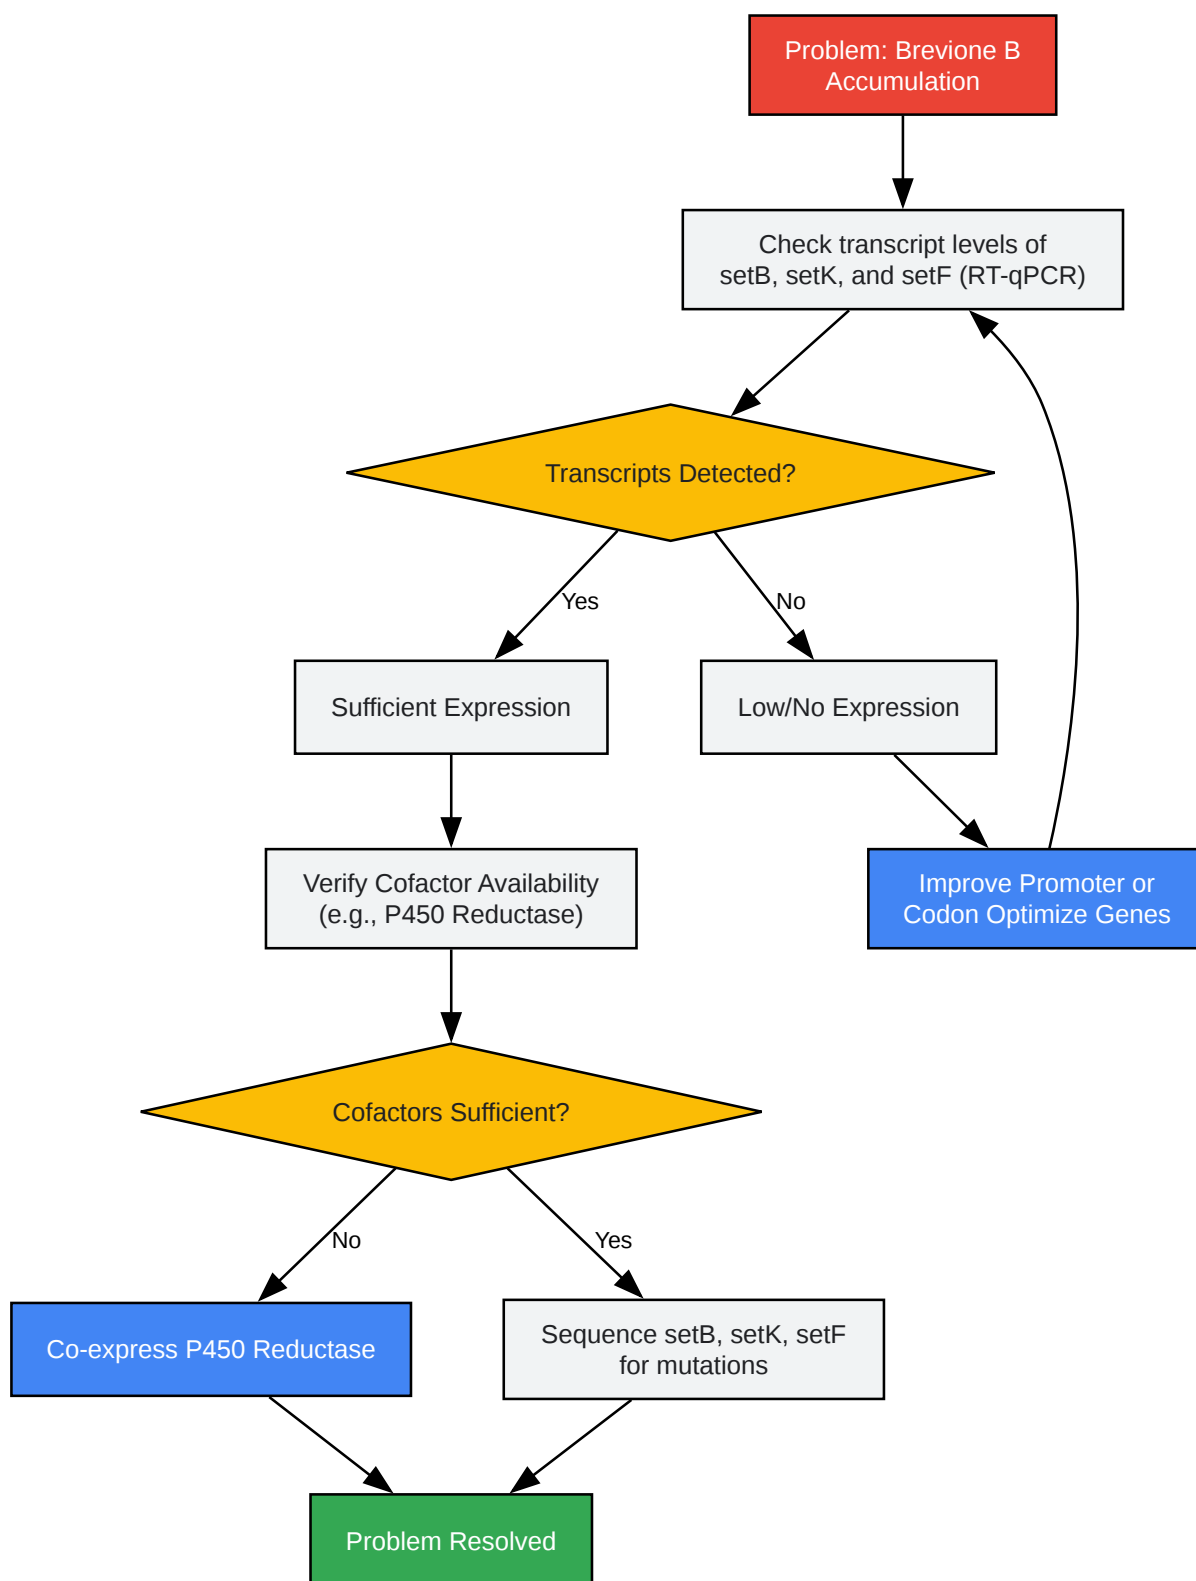 Problem: Brevione B
Accumulation
Check transcript levels of
setB, setK, and setF (RT-qPCR)
Transcripts Detected?
Yes
No
Sufficient Expression
Low/No Expression
Verify Cofactor Availability
(e.g., P450 Reductase)
Improve Promoter or
Codon Optimize Genes
Cofactors Sufficient?
No
Yes
Co-express P450 Reductase
Sequence setB, setK, setF
for mutations
Problem Resolved